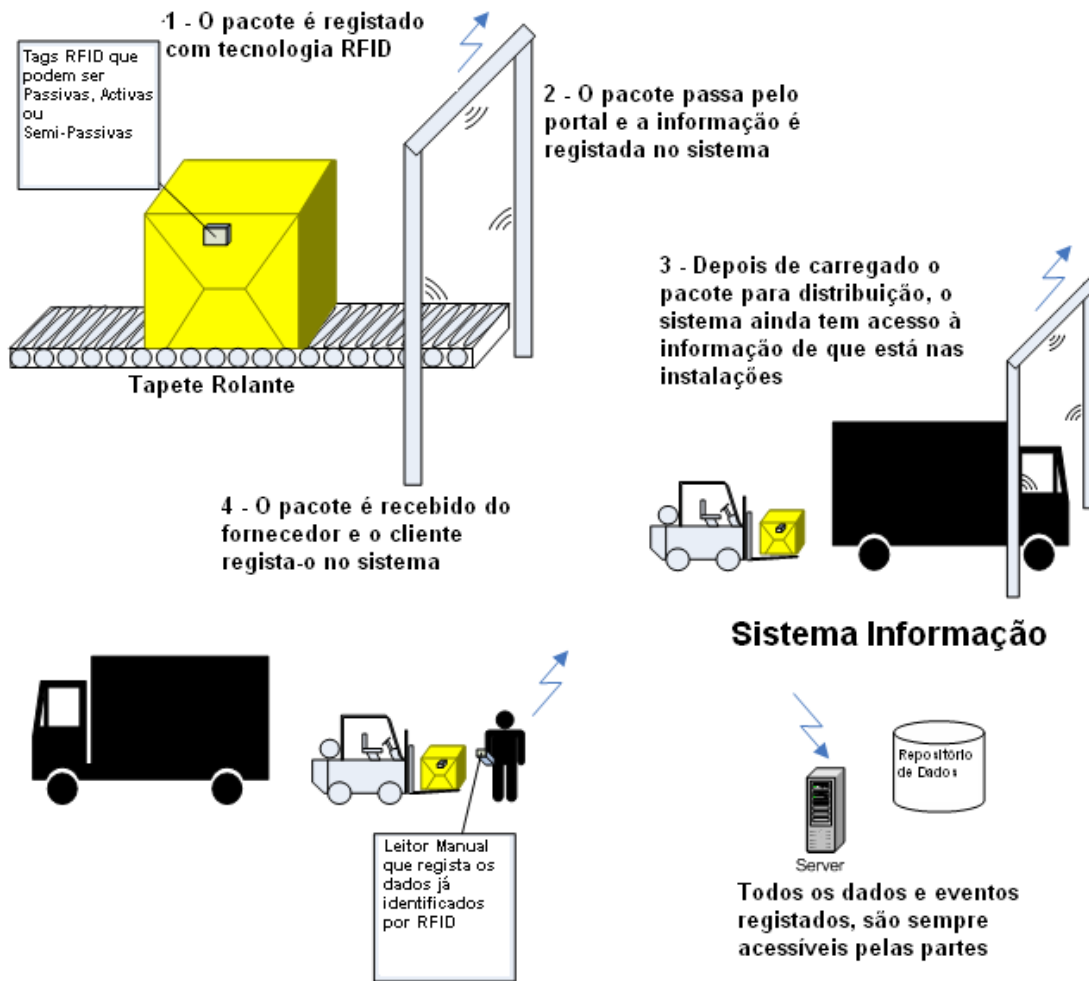 1 - O pacote é registado
com tecnologia RFID
Tags RFID que
podem ser
Passivas, Activas
ou
Semi-Passivas
2 - O pacote passa pelo
portal e a informação é
registada no sistema
Tapete Rolante
3 - Depois de carregado o
pacote para distribuição, o
sistema ainda tem acesso à
informação de que está nas
instalações
4 - O pacote é recebido do
fornecedor e o cliente
regista-o no sistema
Leitor Manual
que regista os
dados já
identificados
por RFID
Sistema Informação
Repositório
de Dados
Server
Todos os dados e eventos
registados, são sempre
acessíveis pelas partes